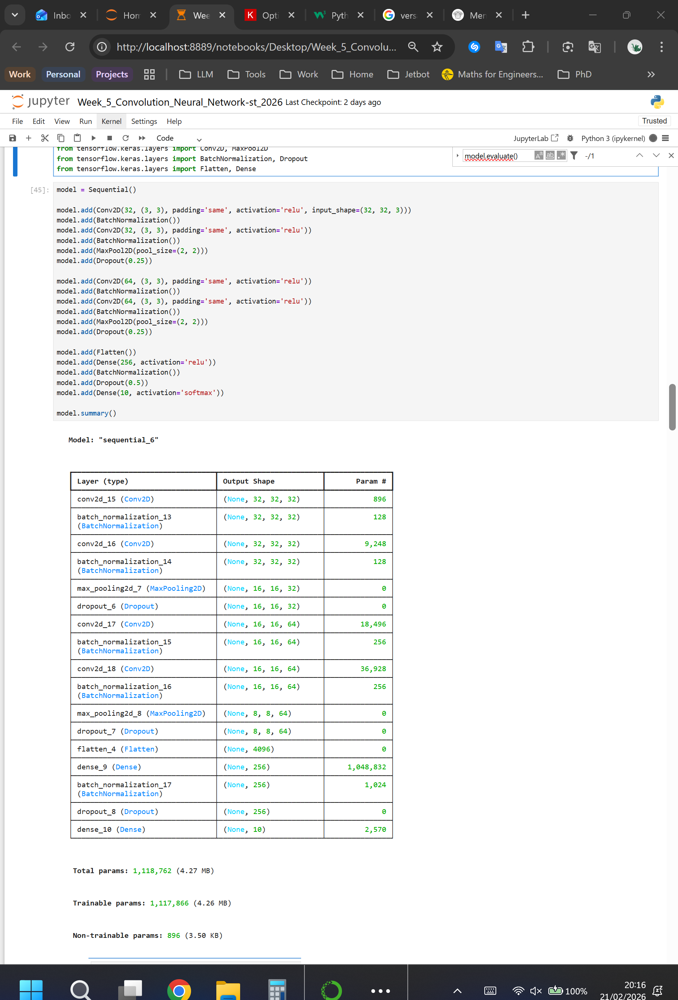 Inbo
Hom
Wee
K
Opti
Pyth
vers
Mer
http://localhost:8889/notebooks/Desktop/Week_5_Convolu...
Work
Personal
Projects
LLM
Tools
Work
Home
Jetbot
Maths for Engineers...
PhD
jupyter Week_5_Convolution_Neural_Network-st_2026 Last Checkpoint: 2 days ago
File Edit View Run Kernel Settings Help
Trusted
Code
JupyterLab
Python 3 (ipykernel)
from tensorflow.keras.layers import Conv2D, MaxPool2D
from tensorflow.keras.layers import BatchNormalization, Dropout
from tensorflow.keras.layers import Flatten, Dense
model.evaluate()
-/1
[45]:
model = Sequential()
model.add(Conv2D(32, (3, 3), padding='same', activation='relu', input_shape=(32, 32, 3)))
model.add(BatchNormalization())
model.add(Conv2D(32, (3, 3), padding='same', activation='relu'))
model.add(BatchNormalization())
model.add(MaxPool2D(pool_size=(2, 2)))
model.add(Dropout(0.25))
model.add(Conv2D(64, (3, 3), padding='same', activation='relu'))
model.add(BatchNormalization())
model.add(Conv2D(64, (3, 3), padding='same', activation='relu'))
model.add(BatchNormalization())
model.add(MaxPool2D(pool_size=(2, 2)))
model.add(Dropout(0.25))
model.add(Flatten())
model.add(Dense(256, activation='relu'))
model.add(BatchNormalization())
model.add(Dropout(0.5))
model.add(Dense(10, activation='softmax'))
model.summary()
Model: "sequential_6"
Layer (type) Output Shape Param #
conv2d_15 (Conv2D) (None, 32, 32, 32) 896
batch_normalization_13 (None, 32, 32, 32) 128
(BatchNormalization)
conv2d_16 (Conv2D) (None, 32, 32, 32) 9,248
batch_normalization_14 (None, 32, 32, 32) 128
(BatchNormalization)
max_pooling2d_7 (MaxPooling2D) (None, 16, 16, 32) 0
dropout_6 (Dropout) (None, 16, 16, 32) 0
conv2d_17 (Conv2D) (None, 16, 16, 64) 18,496
batch_normalization_15 (None, 16, 16, 64) 256
(BatchNormalization)
conv2d_18 (Conv2D) (None, 16, 16, 64) 36,928
batch_normalization_16 (None, 16, 16, 64) 256
(BatchNormalization)
max_pooling2d_8 (MaxPooling2D) (None, 8, 8, 64) 0
dropout_7 (Dropout) (None, 8, 8, 64) 0
flatten_4 (Flatten) (None, 4096) 0
dense_9 (Dense) (None, 256) 1,048,832
batch_normalization_17 (None, 256) 1,024
(BatchNormalization)
dropout_8 (Dropout) (None, 256) 0
dense_10 (Dense) (None, 10) 2,570
Total params: 1,118,762 (4.27 MB)
Trainable params: 1,117,866 (4.26 MB)
Non-trainable params: 896 (3.50 KB)
100%
20:16
21/02/2026